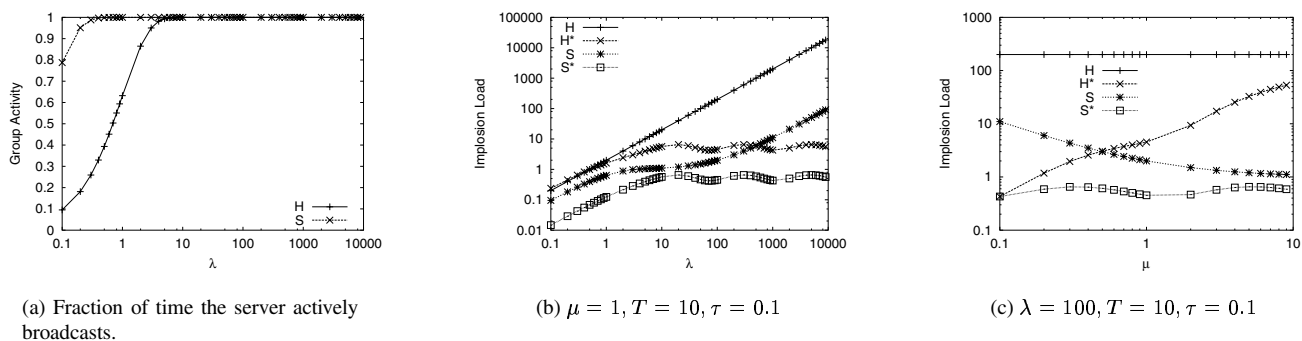 1
0.9
0.8
0.7
0.6
0.5
0.4
0.3
0.2
0.1
0
Group Activity
H
S
0.1 1 10 100 1000 10000
λ
(a) Fraction of time the server actively
broadcasts.
100000
10000
1000
100
10
1
0.1
0.01
Implosion Load
H
H*
S
S*
0.1 1 10 100 1000 10000
λ
(b) μ = 1, T = 10, τ = 0.1
1000
100
10
1
0.1
Implosion Load
H
H*
S
S*
0.1 1 10
μ
(c) λ = 100, T = 10, τ = 0.1